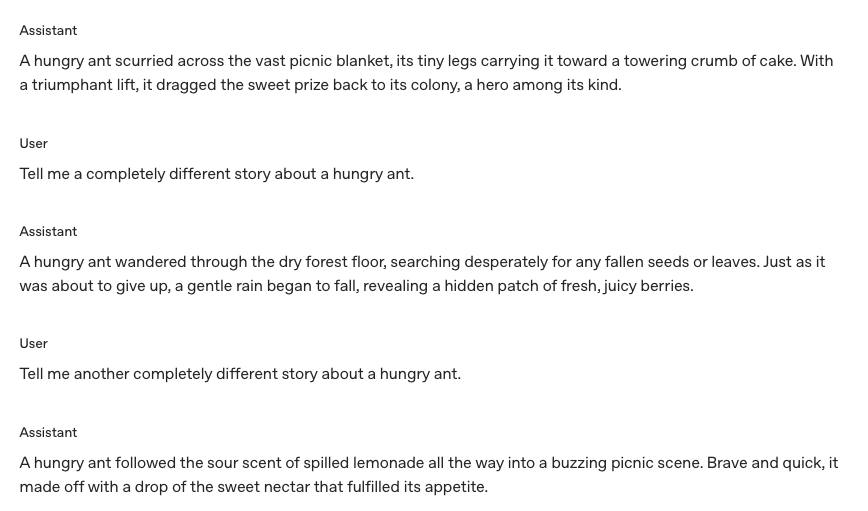 Assistant
A hungry ant scurried across the vast picnic blanket, its tiny legs carrying it toward a towering crumb of cake. With
a triumphant lift, it dragged the sweet prize back to its colony, a hero among its kind.
User
Tell me a completely different story about a hungry ant.
Assistant
A hungry ant wandered through the dry forest floor, searching desperately for any fallen seeds or leaves. Just as it
was about to give up, a gentle rain began to fall, revealing a hidden patch of fresh, juicy berries.
User
Tell me another completely different story about a hungry ant.
Assistant
A hungry ant followed the sour scent of spilled lemonade all the way into a buzzing picnic scene. Brave and quick, it
made off with a drop of the sweet nectar that fulfilled its appetite.